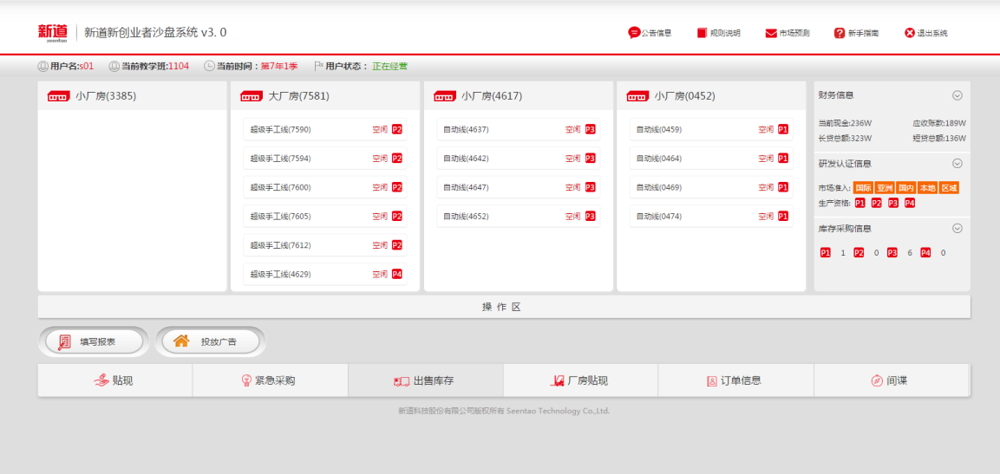 新道 新道新创业者沙盘系统 v3. 0 公告信息 规则说明 市场预测 新手指南 退出系统
seentao
用户名:s01 当前教学班:1104 当前时间：第7年1季 用户状态： 正在经营
小厂房(3385)
大厂房(7581)
超级手工线(7590) 空闲 P2
超级手工线(7594) 空闲 P2
超级手工线(7600) 空闲 P2
超级手工线(7605) 空闲 P2
超级手工线(7612) 空闲 P2
超级手工线(4629) 空闲 P4
小厂房(4617)
自动线(4637) 空闲 P3
自动线(4642) 空闲 P3
自动线(4647) 空闲 P3
自动线(4652) 空闲 P3
小厂房(0452)
自动线(0459) 空闲 P1
自动线(0464) 空闲 P1
自动线(0469) 空闲 P1
自动线(0474) 空闲 P1
财务信息
当前现金:236W 应收账款:189W
长贷总额:323W 短贷总额:136W
研发认证信息
市场准入: 国际 亚洲 国内 本地 区域
生产资格: P1 P2 P3 P4
库存采购信息
P1 1 P2 0 P3 6 P4 0
操 作 区
填写报表 投放广告
贴现 紧急采购 出售库存 厂房贴现 订单信息 间谍
新道科技股份有限公司版权所有 Seentao Technology Co.,Ltd.